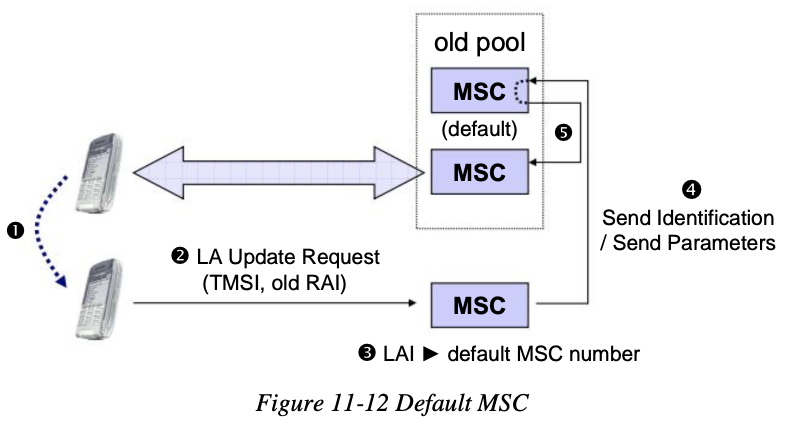 old pool
MSC
(default)
❺
MSC
❹
Send Identification
/ Send Parameters
❶
❷ LA Update Request
(TMSI, old RAI)
MSC
❸ LAI ► default MSC number
Figure 11-12 Default MSC